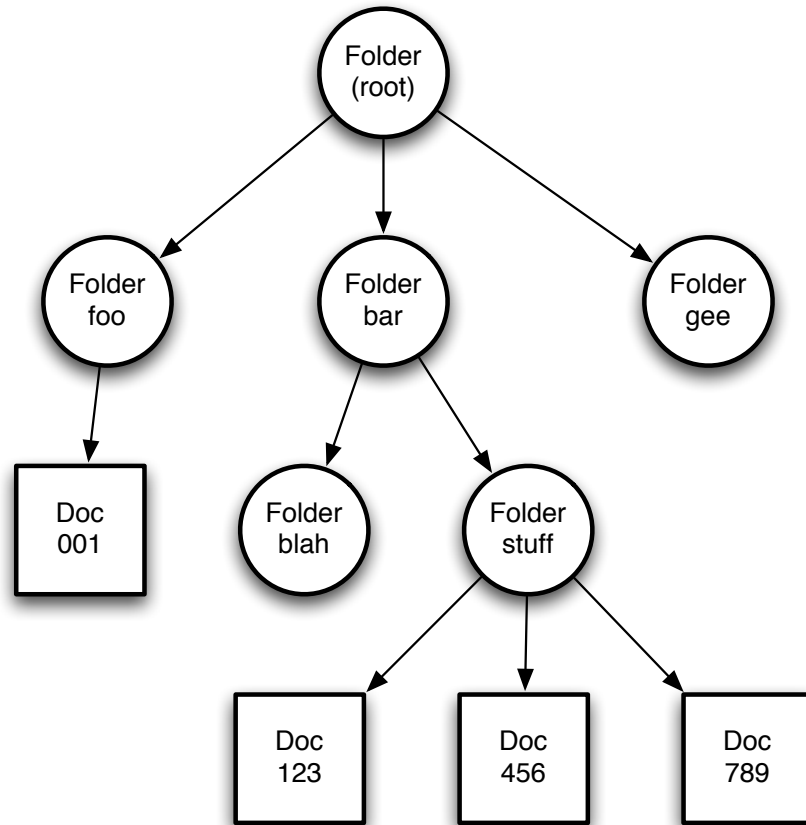 Folder
(root)
Folder
foo
Folder
bar
Folder
gee
Doc
001
Folder
blah
Folder
stuff
Doc
123
Doc
456
Doc
789